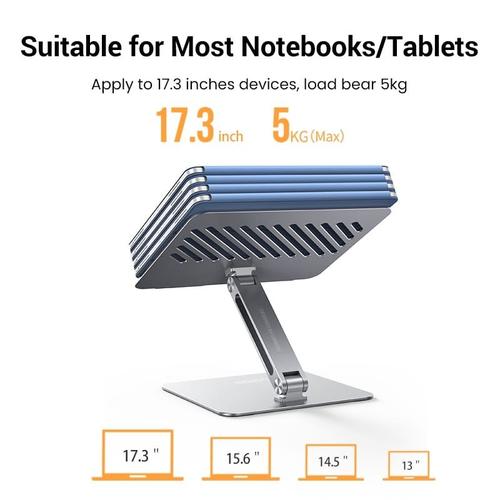 Suitable for Most Notebooks/Tablets
Apply to 17.3 inches devices, load bear 5kg
17.3 inch 5KG(Max)
17.3 " 15.6 " 14.5 " 13 "